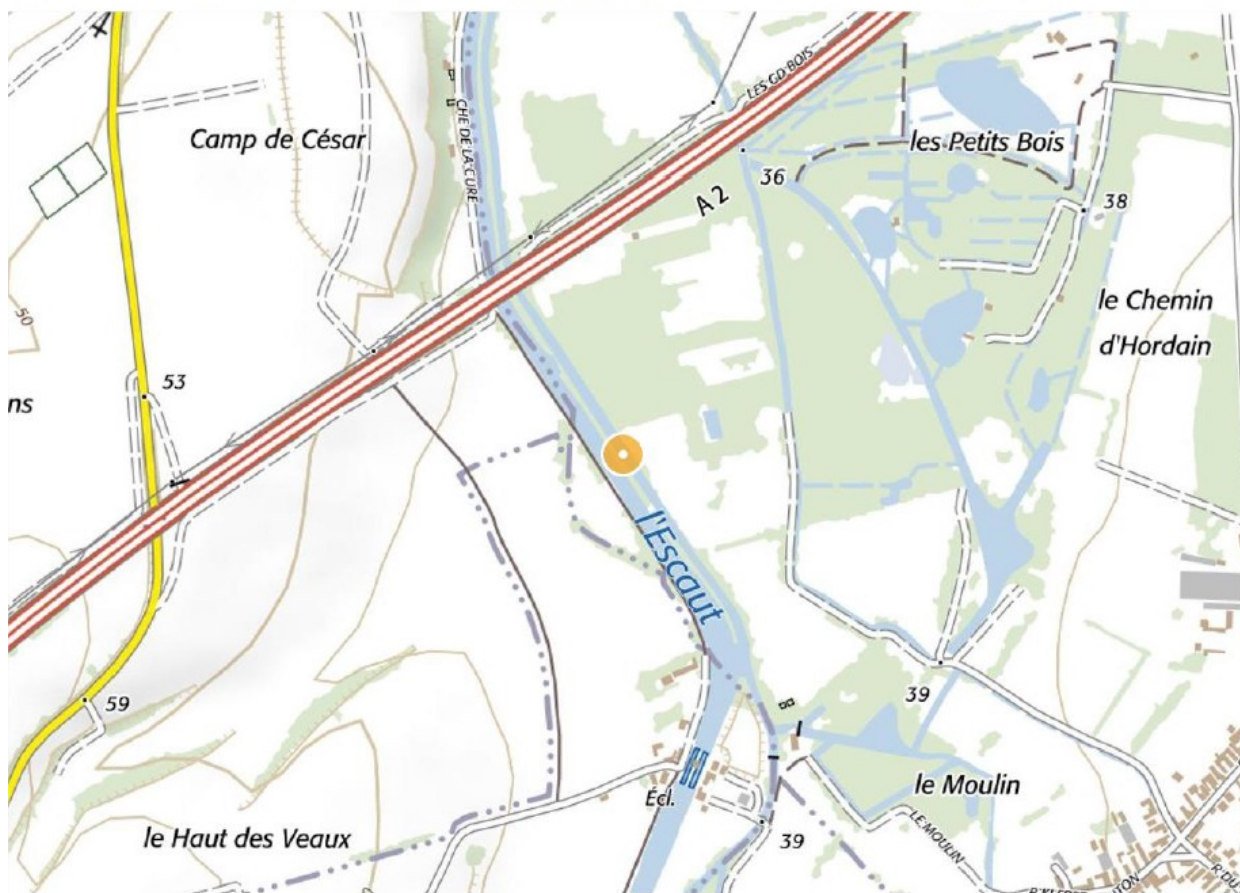 LES GD BOIS
Camp de César
CHE DE LA CURE
les Petits Bois
36
A 2
38
le Chemin
d'Hordain
50
53
ns
l'Escaut
59
39
le Moulin
Écl.
le Haut des Veaux
39
LE MOULIN